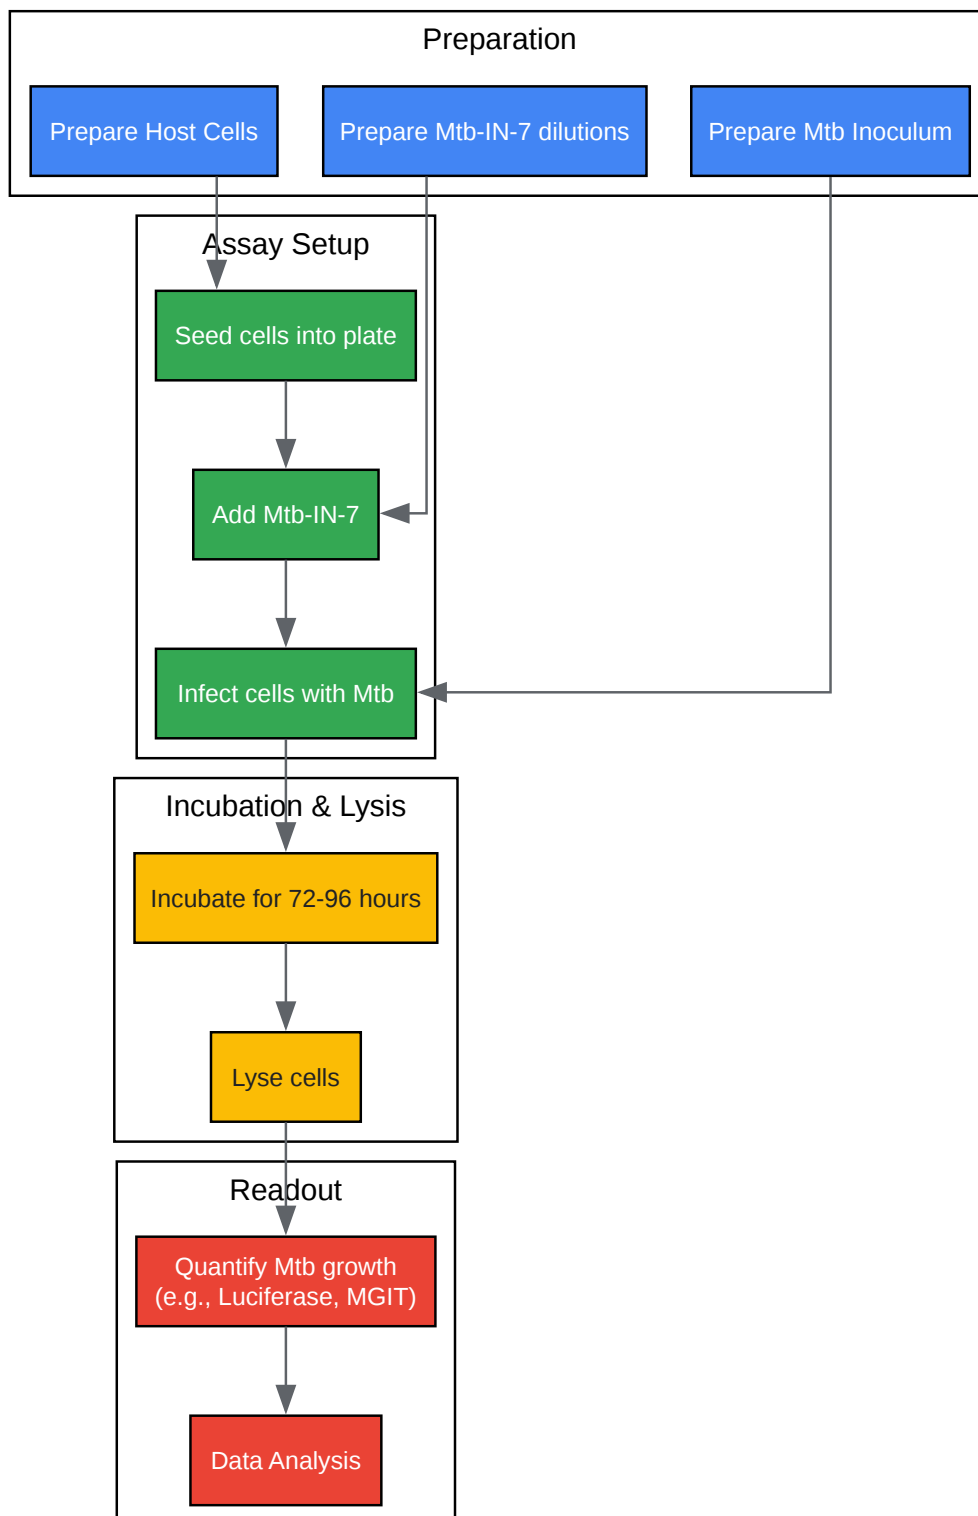 Preparation
Prepare Host Cells
Prepare Mtb-IN-7 dilutions
Prepare Mtb Inoculum
Assay Setup
Seed cells into plate
Add Mtb-IN-7
Infect cells with Mtb
Incubation & Lysis
Incubate for 72-96 hours
Lyse cells
Readout
Quantify Mtb growth
(e.g., Luciferase, MGIT)
Data Analysis